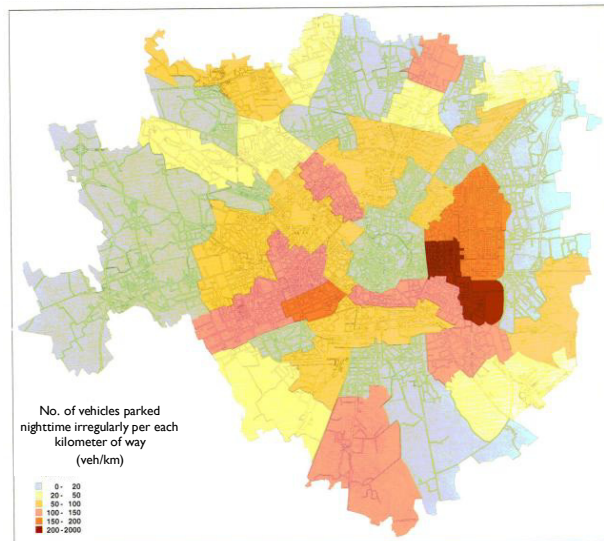 No. of vehicles parked
nighttime irregularly per each
kilometer of way
(veh/km)
0 - 20
20 - 50
50 - 100
100 - 150
150 - 200
200 - 2000